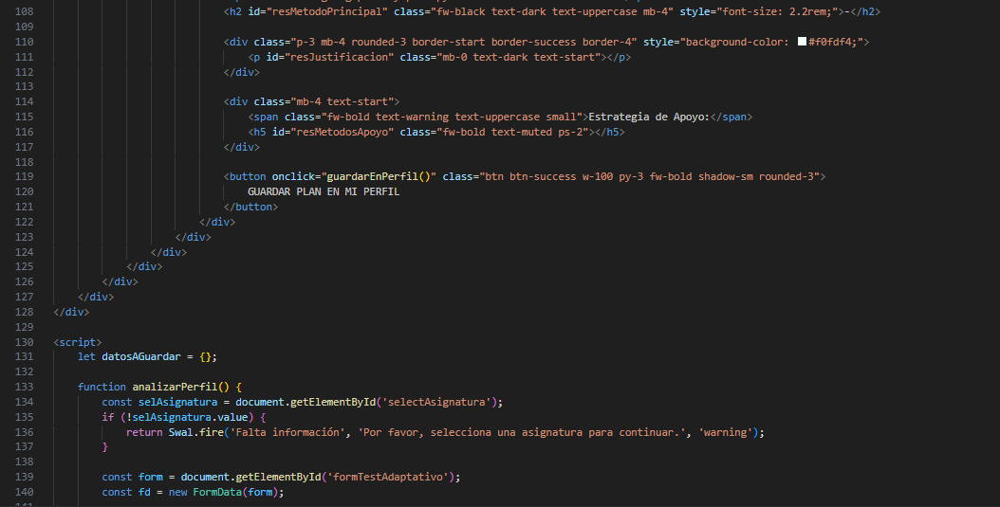 108 <h2 id="resMetodoPrincipal" class="fw-black text-dark text-uppercase mb-4" style="font-size: 2.2rem;">-</h2>
109
110 <div class="p-3 mb-4 rounded-3 border-start border-success border-4" style="background-color: #f0fdf4;">
111 <p id="resJustificacion" class="mb-0 text-dark text-start"></p>
112 </div>
113
114 <div class="mb-4 text-start">
115 <span class="fw-bold text-warning text-uppercase small">Estrategia de Apoyo:</span>
116 <h5 id="resMetodosApoyo" class="fw-bold text-muted ps-2"></h5>
117 </div>
118
119 <button onclick="guardarEnPerfil()" class="btn btn-success w-100 py-3 fw-bold shadow-sm rounded-3">
120 GUARDAR PLAN EN MI PERFIL
121 </button>
122 </div>
123 </div>
124 </div>
125 </div>
126 </div>
127 </div>
128 </div>
129
130 <script>
131 let datosAGuardar = {};
132
133 function analizarPerfil() {
134 const selAsignatura = document.getElementById('selectAsignatura');
135 if (!selAsignatura.value) {
136 return Swal.fire('Falta información', 'Por favor, selecciona una asignatura para continuar.', 'warning');
137 }
138
139 const form = document.getElementById('formTestAdaptativo');
140 const fd = new FormData(form);